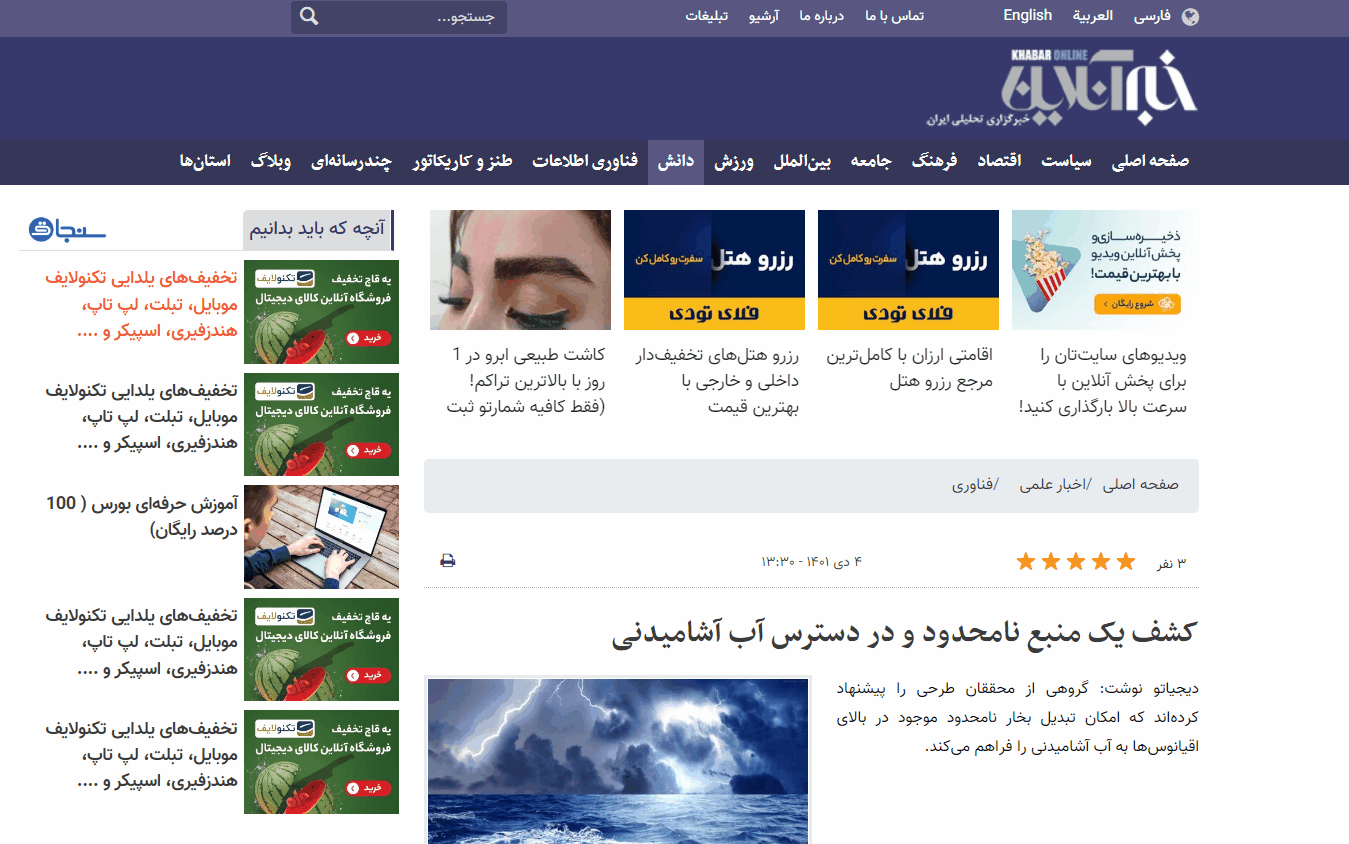 فارسی العربیة English تماس با ما درباره ما آرشیو تبلیغات جستجو...
KHABAR ONLINE
خبرآنلاین
خبرگزاری تحلیلی ایران
صفحه اصلی سیاست اقتصاد فرهنگ جامعه بین‌الملل ورزش دانش فناوری اطلاعات طنز و کاریکاتور چندرسانه‌ای وبلاگ استان‌ها
ذخیره‌سازی و
پخش آنلاین ویدیو
با بهترین قیمت!
شروع رایگان
ویدیوهای سایت‌تان را
برای پخش آنلاین با
سرعت بالا بارگذاری کنید!
رزرو هتل سفرت رو کامل کن
فلای تودی
اقامتی ارزان با کامل‌ترین
مرجع رزرو هتل
رزرو هتل سفرت رو کامل کن
فلای تودی
رزرو هتل‌های تخفیف‌دار
داخلی و خارجی با
بهترین قیمت
کاشت طبیعی ابرو در 1
روز با بالاترین تراکم!
(فقط کافیه شمارتو ثبت
صفحه اصلی /اخبار علمی /فناوری
۳ نفر ۴ دی ۱۴۰۱ - ۱۳:۳۰
کشف یک منبع نامحدود و در دسترس آب آشامیدنی
دیجیاتو نوشت: گروهی از محققان طرحی را پیشنهاد
کرده‌اند که امکان تبدیل بخار نامحدود موجود در بالای
اقیانوس‌ها به آب آشامیدنی را فراهم می‌کند.
آنچه که باید بدانیم سنجاق
یه قاچ تخفیف تکنولایف
فروشگاه آنلاین کالای دیجیتال
خرید
تخفیف‌های یلدایی تکنولایف
موبایل، تبلت، لپ تاپ،
هندزفیری، اسپیکر و ....
یه قاچ تخفیف تکنولایف
فروشگاه آنلاین کالای دیجیتال
خرید
تخفیف‌های یلدایی تکنولایف
موبایل، تبلت، لپ تاپ،
هندزفیری، اسپیکر و ....
آموزش حرفه‌ای بورس ( 100
درصد رایگان)
یه قاچ تخفیف تکنولایف
فروشگاه آنلاین کالای دیجیتال
خرید
تخفیف‌های یلدایی تکنولایف
موبایل، تبلت، لپ تاپ،
هندزفیری، اسپیکر و ....
یه قاچ تخفیف تکنولایف
فروشگاه آنلاین کالای دیجیتال
خرید
تخفیف‌های یلدایی تکنولایف
موبایل، تبلت، لپ تاپ،
هندزفیری، اسپیکر و ....